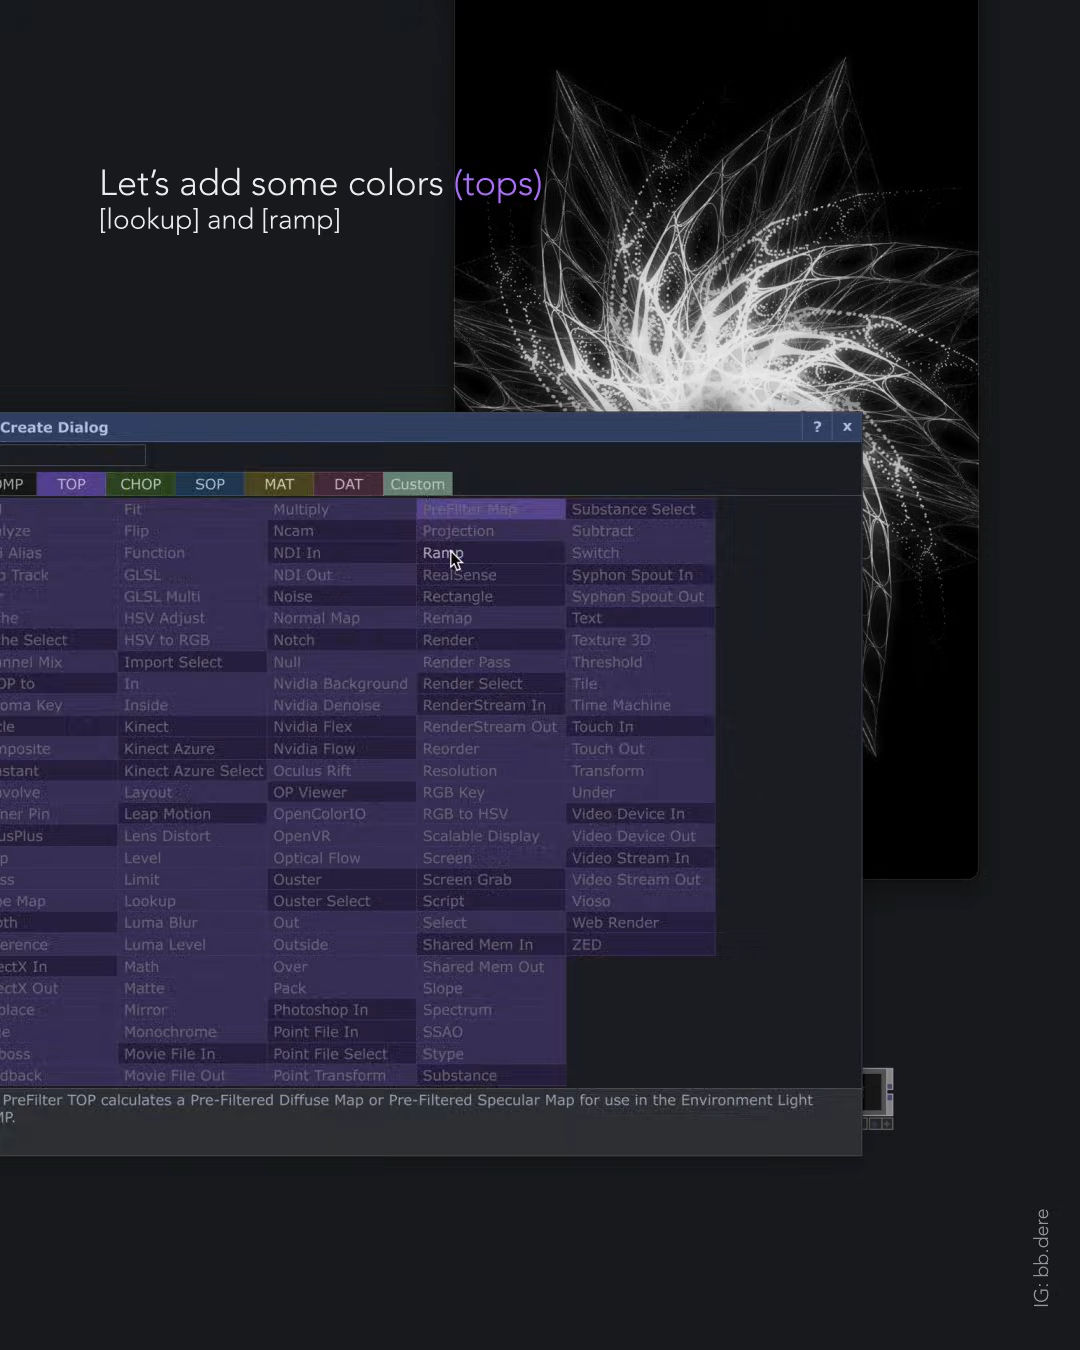 Let's add some colors (tops)
[lookup] and [ramp]
Create Dialog ? x
TOP CHOP SOP MAT DAT Custom
Fit Multiply PreFilter Map Substance Select
Flip Ncam Projection Subtract
Function NDI In Ramp Switch
GLSL NDI Out RealSense Syphon Spout In
GLSL Multi Noise Rectangle Syphon Spout Out
HSV Adjust Normal Map Remap Text
HSV to RGB Notch Render Texture 3D
Import Select Null Render Pass Threshold
In Nvidia Background Render Select Tile
Inside Nvidia Denoise RenderStream In Time Machine
Kinect Nvidia Flex RenderStream Out Touch In
Kinect Azure Nvidia Flow Reorder Touch Out
Kinect Azure Select Oculus Rift Resolution Transform
Layout OP Viewer RGB Key Under
Leap Motion OpenColorIO RGB to HSV Video Device In
Lens Distort OpenVR Scalable Display Video Device Out
Level Optical Flow Screen Video Stream In
Limit Ouster Screen Grab Video Stream Out
Lookup Ouster Select Script Vioso
Luma Blur Out Select Web Render
Luma Level Outside Shared Mem In ZED
Math Over Shared Mem Out
Matte Pack Slope
Mirror Photoshop In Spectrum
Monochrome Point File In SSAO
Movie File In Point File Select Stype
Movie File Out Point Transform Substance
PreFilter TOP calculates a Pre-Filtered Diffuse Map or Pre-Filtered Specular Map for use in the Environment Light
IG: bb.dere